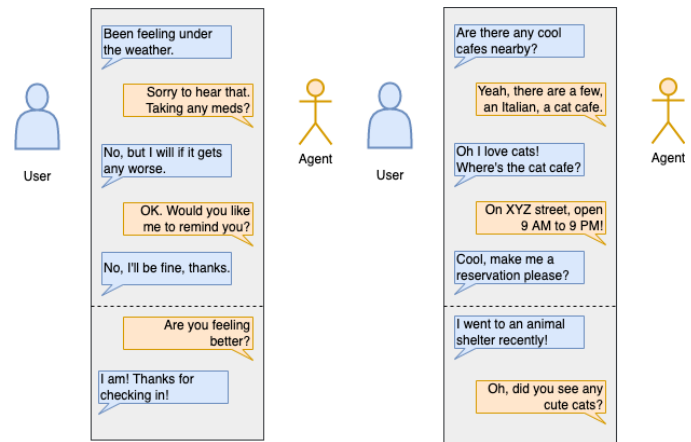 Been feeling under
the weather.
Sorry to hear that.
Taking any meds?
User
No, but I will if it gets
any worse.
Agent
OK. Would you like
me to remind you?
No, I'll be fine, thanks.
Are you feeling
better?
I am! Thanks for
checking in!
Are there any cool
cafes nearby?
Yeah, there are a few,
an Italian, a cat cafe.
User
Oh I love cats!
Where's the cat cafe?
Agent
On XYZ street, open
9 AM to 9 PM!
Cool, make me a
reservation please?
I went to an animal
shelter recently!
Oh, did you see any
cute cats?